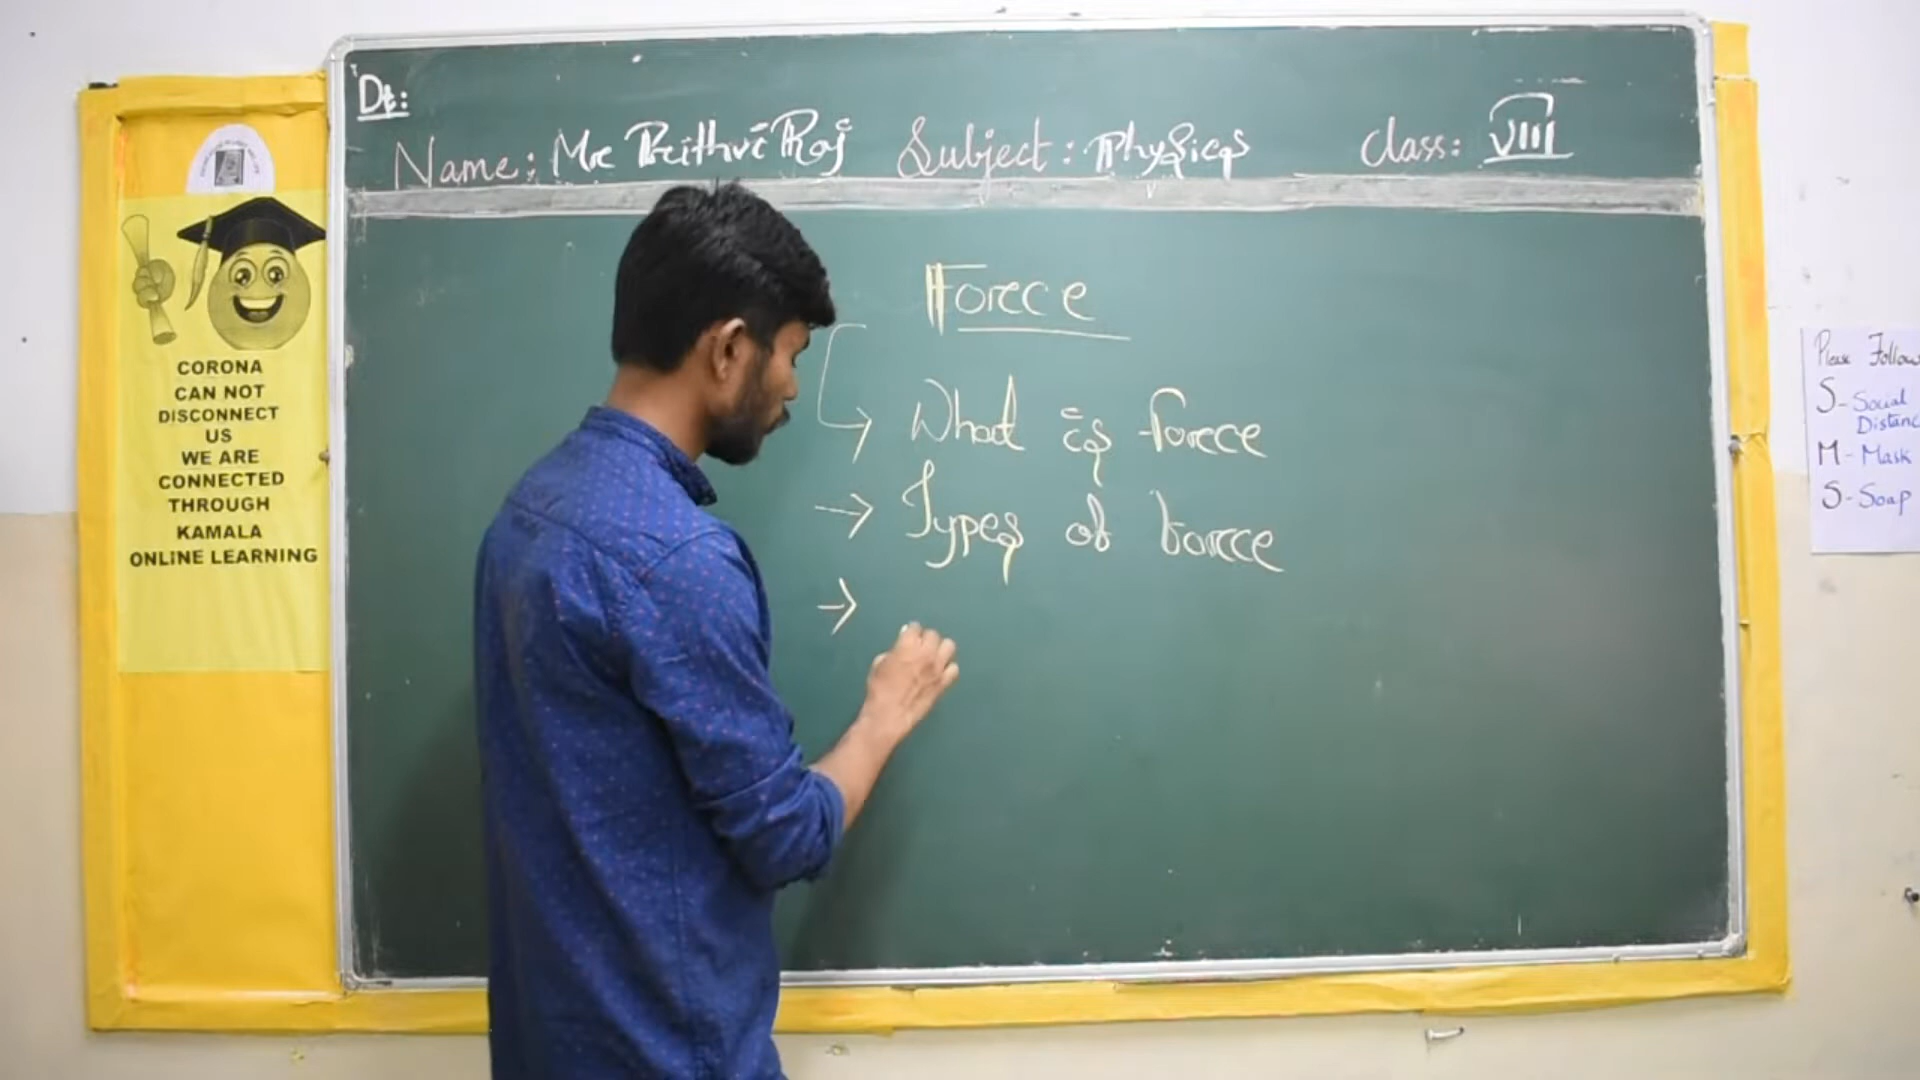 Dt:
Name: Mr Prithvi Raj Subject: Physics Class: VIII
Force
→ What is force
→ Types of force
→
CORONA
CAN NOT
DISCONNECT
US
WE ARE
CONNECTED
THROUGH
KAMALA
ONLINE LEARNING
Please Follow
S - Social
Distanc
M - Mask
S - Soap